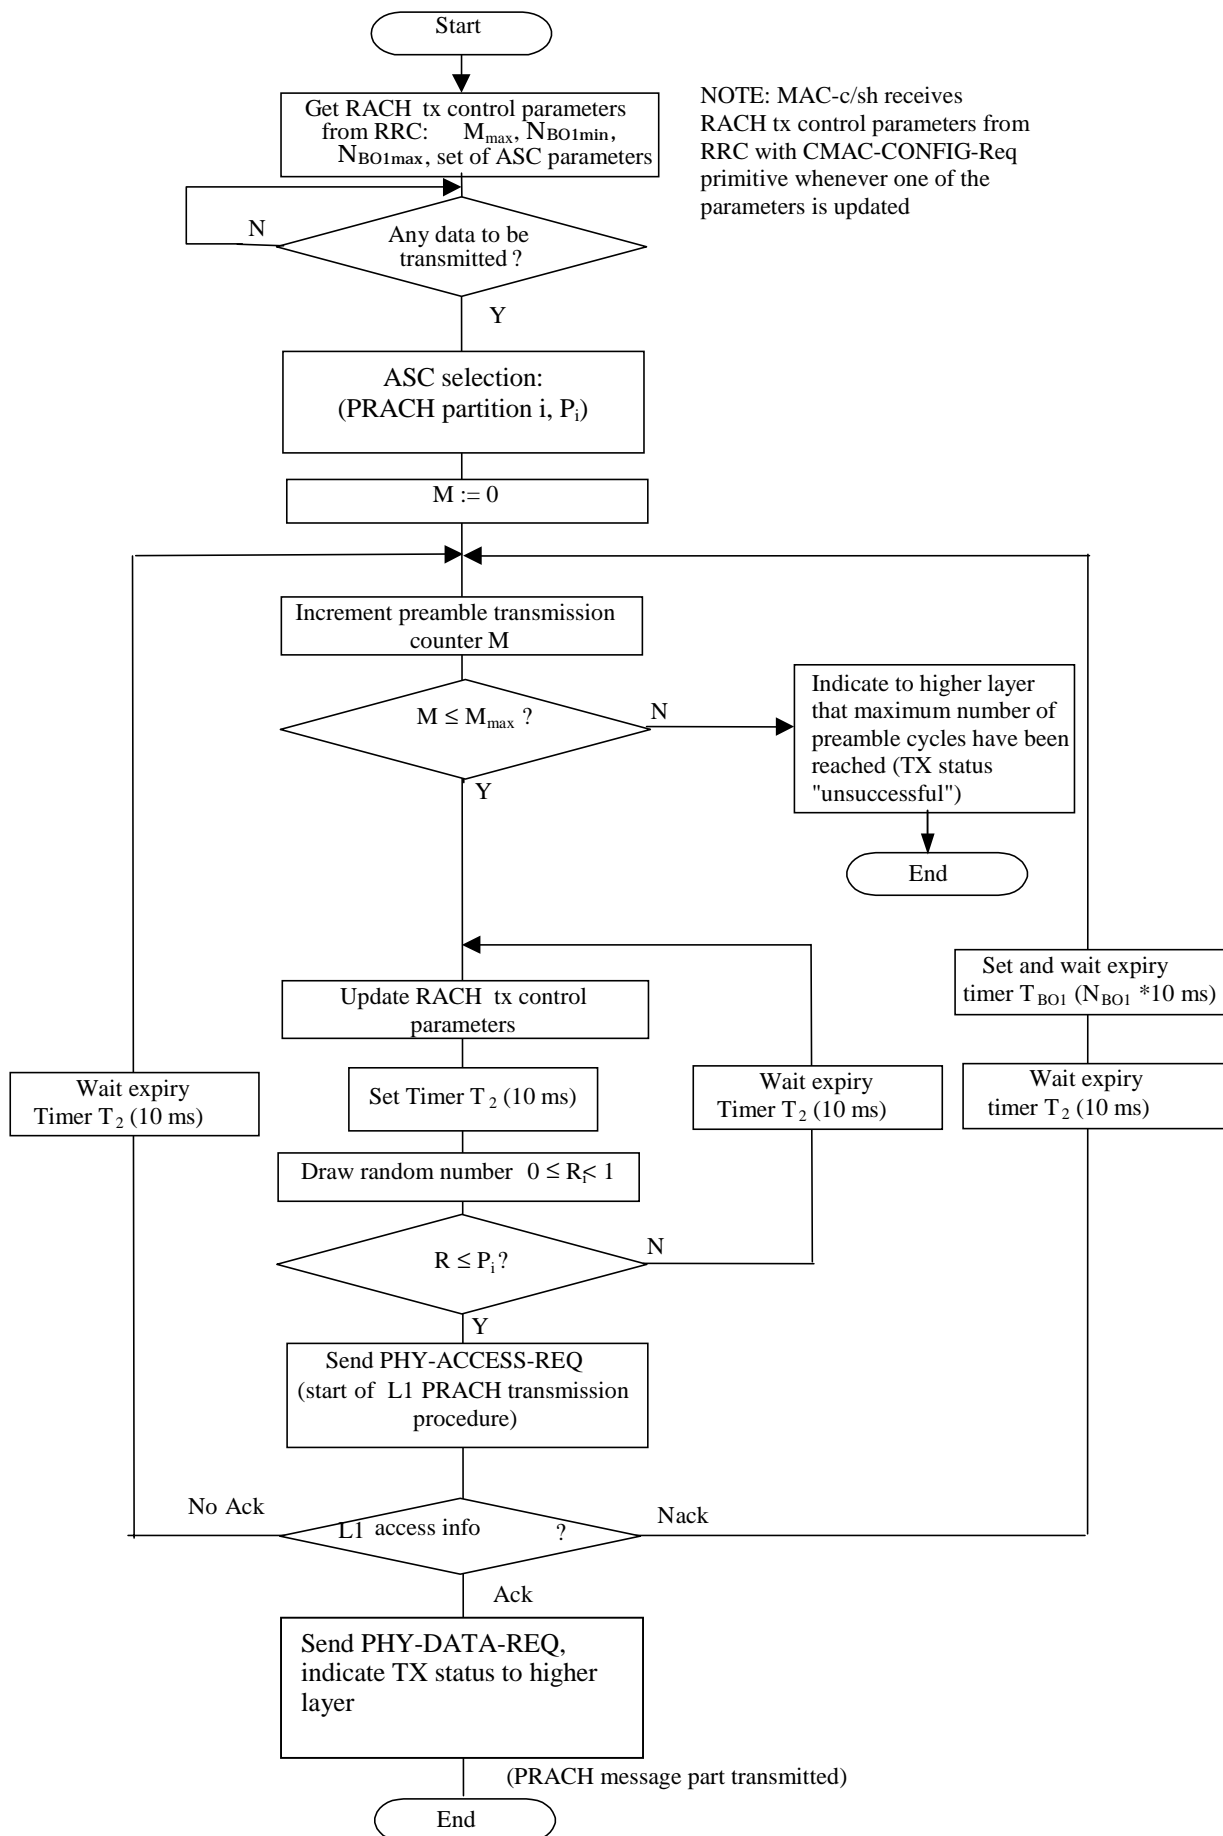 Start
Get RACH tx control parameters
from RRC: Mmax, NBO1min,
NBO1max, set of ASC parameters
NOTE: MAC-c/sh receives
RACH tx control parameters from
RRC with CMAC-CONFIG-Req
primitive whenever one of the
parameters is updated
N
Any data to be
transmitted ?
Y
ASC selection:
(PRACH partition i, Pi)
M := 0
Increment preamble transmission
counter M
M ≤ Mmax ?
N
Indicate to higher layer
that maximum number of
preamble cycles have been
reached (TX status
"unsuccessful")
Y
End
Set and wait expiry
timer TBO1 (NBO1 *10 ms)
Update RACH tx control
parameters
Wait expiry
Timer T2 (10 ms)
Set Timer T2 (10 ms)
Wait expiry
Timer T2 (10 ms)
Wait expiry
timer T2 (10 ms)
Draw random number 0 ≤ Ri< 1
R ≤ Pi ?
N
Y
Send PHY-ACCESS-REQ
(start of L1 PRACH transmission
procedure)
No Ack
L1 access info ?
Nack
Ack
Send PHY-DATA-REQ,
indicate TX status to higher
layer
(PRACH message part transmitted)
End